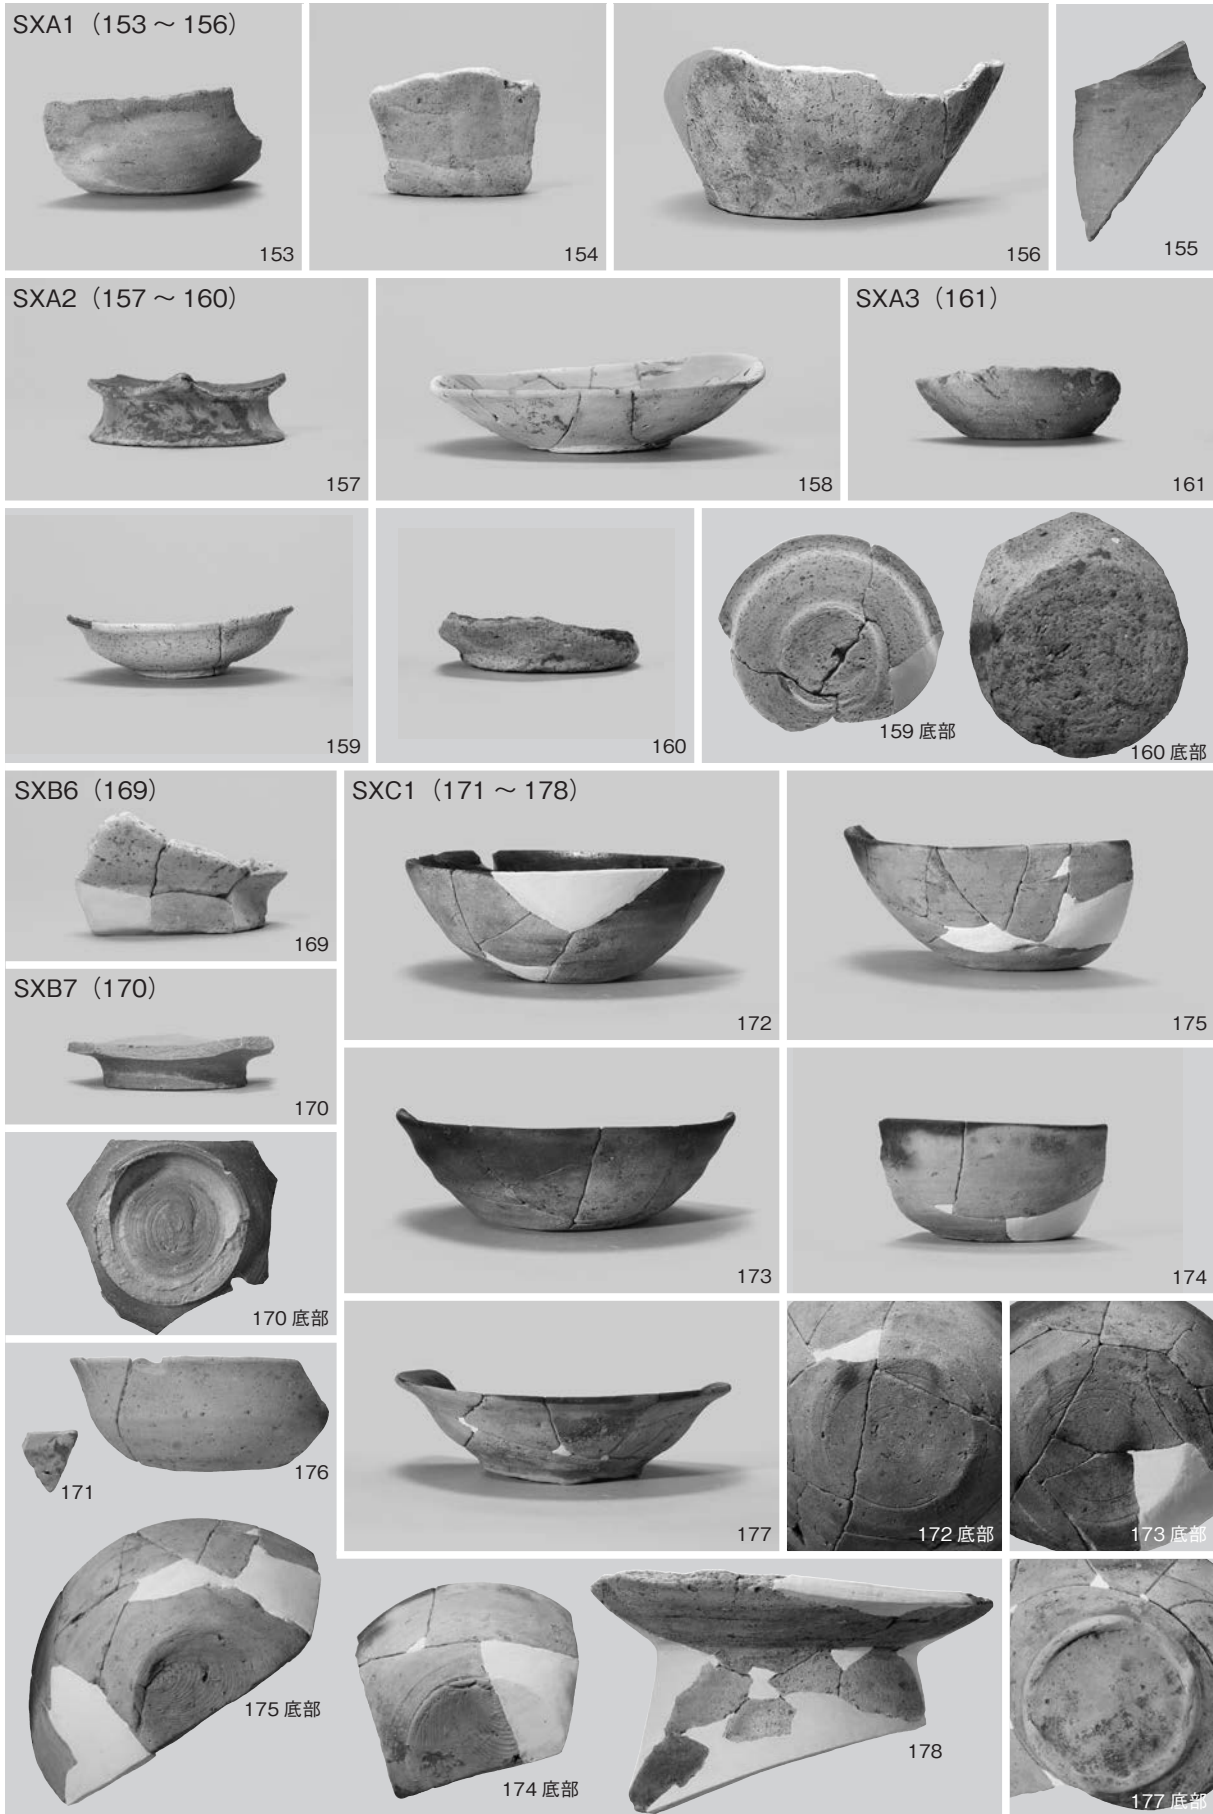 SXA1（153 ～ 156）
153
154
156
155
SXA2（157 ～ 160）
157
158
SXA3（161）
161
159
160
159 底部
160 底部
SXB6（169）
169
SXC1（171 ～ 178）
172
175
SXB7（170）
170
170 底部
173
174
171
176
177
172 底部
173 底部
175 底部
174 底部
178
177 底部